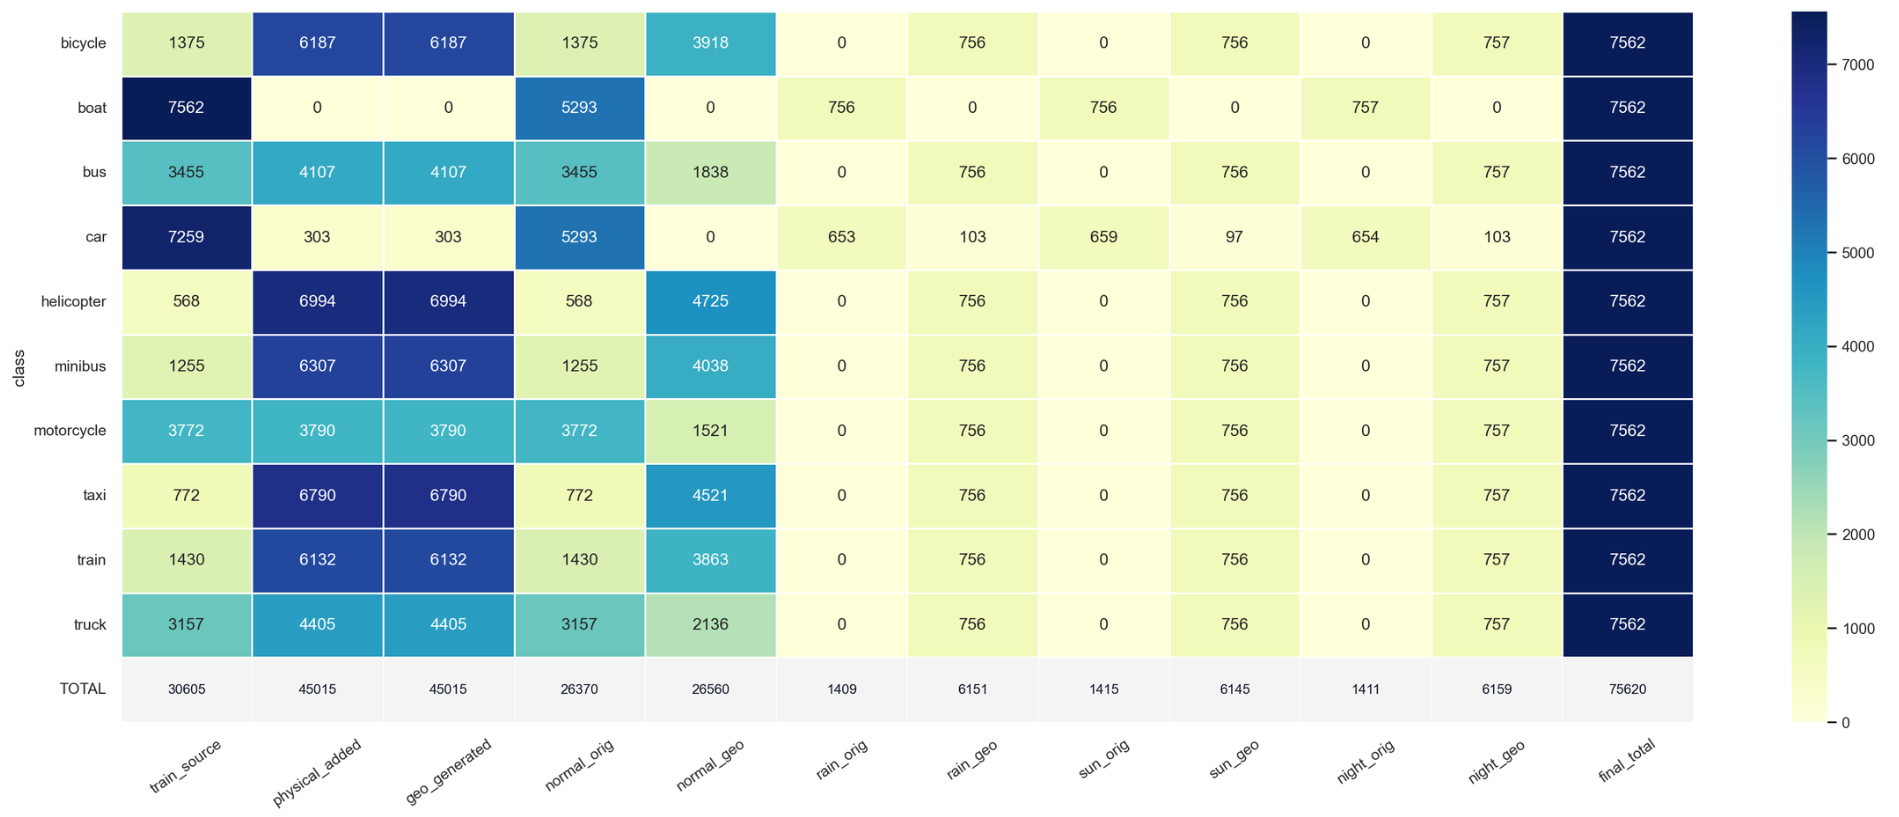 bicycle 1375 6187 6187 1375 3918 0 756 0 756 0 757 7562
boat 7562 0 0 5293 0 756 0 756 0 757 0 7562
bus 3455 4107 4107 3455 1838 0 756 0 756 0 757 7562
car 7259 303 303 5293 0 653 103 659 97 654 103 7562
helicopter 568 6994 6994 568 4725 0 756 0 756 0 757 7562
minibus 1255 6307 6307 1255 4038 0 756 0 756 0 757 7562
motorcycle 3772 3790 3790 3772 1521 0 756 0 756 0 757 7562
taxi 772 6790 6790 772 4521 0 756 0 756 0 757 7562
train 1430 6132 6132 1430 3863 0 756 0 756 0 757 7562
truck 3157 4405 4405 3157 2136 0 756 0 756 0 757 7562
TOTAL 30605 45015 45015 26370 26560 1409 6151 1415 6145 1411 6159 75620
train_source physical_added geo_generated normal_orig normal_geo rain_orig rain_geo sun_orig sun_geo night_orig night_geo final_total
class
7000
6000
5000
4000
3000
2000
1000
0